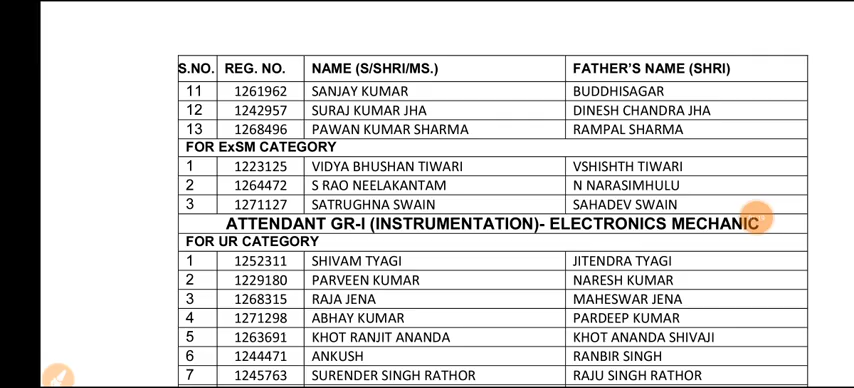 S.NO. REG. NO. NAME (S/SHRI/MS.) FATHER'S NAME (SHRI)
11 1261962 SANJAY KUMAR BUDDHISAGAR
12 1242957 SURAJ KUMAR JHA DINESH CHANDRA JHA
13 1268496 PAWAN KUMAR SHARMA RAMPAL SHARMA
FOR ExSM CATEGORY
1 1223125 VIDYA BHUSHAN TIWARI VSHISHTH TIWARI
2 1264472 S RAO NEELAKANTAM N NARASIMHULU
3 1271127 SATRUGHNA SWAIN SAHADEV SWAIN
ATTENDANT GR-I (INSTRUMENTATION)- ELECTRONICS MECHANIC
FOR UR CATEGORY
1 1252311 SHIVAM TYAGI JITENDRA TYAGI
2 1229180 PARVEEN KUMAR NARESH KUMAR
3 1268315 RAJA JENA MAHESWAR JENA
4 1271298 ABHAY KUMAR PARDEEP KUMAR
5 1263691 KHOT RANJIT ANANDA KHOT ANANDA SHIVAJI
6 1244471 ANKUSH RANBIR SINGH
7 1245763 SURENDER SINGH RATHOR RAJU SINGH RATHOR